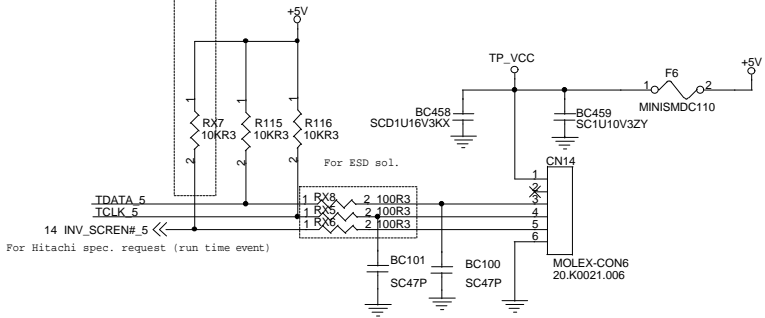 +5V
TP_VCC
+5V
F6
1 2
MINISMDC110
BC458
SCD1U16V3KX
BC459
SC1U10V3ZY
1 1 1
RX7
10KR3
R115
10KR3
R116
10KR3
2 2 2
For ESD sol.
CN14
1
2
3
4
5
6
MOLEX-CON6
20.K0021.006
TDATA_5
1 RX8 2 100R3
TCLK_5
1 RX5 2 100R3
14 INV_SCREN#_5
1 RX6 2 100R3
For Hitachi spec. request (run time event)
BC101
SC47P
BC100
SC47P